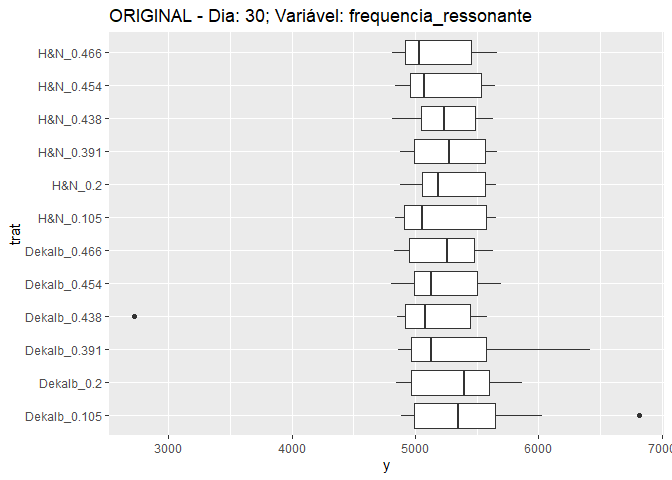 ORIGINAL - Dia: 30; Variável: frequencia_ressonante
H&N_0.466
H&N_0.454
H&N_0.438
H&N_0.391
H&N_0.2
H&N_0.105
Dekalb_0.466
Dekalb_0.454
Dekalb_0.438
Dekalb_0.391
Dekalb_0.2
Dekalb_0.105
trat
3000 4000 5000 6000 7000
y